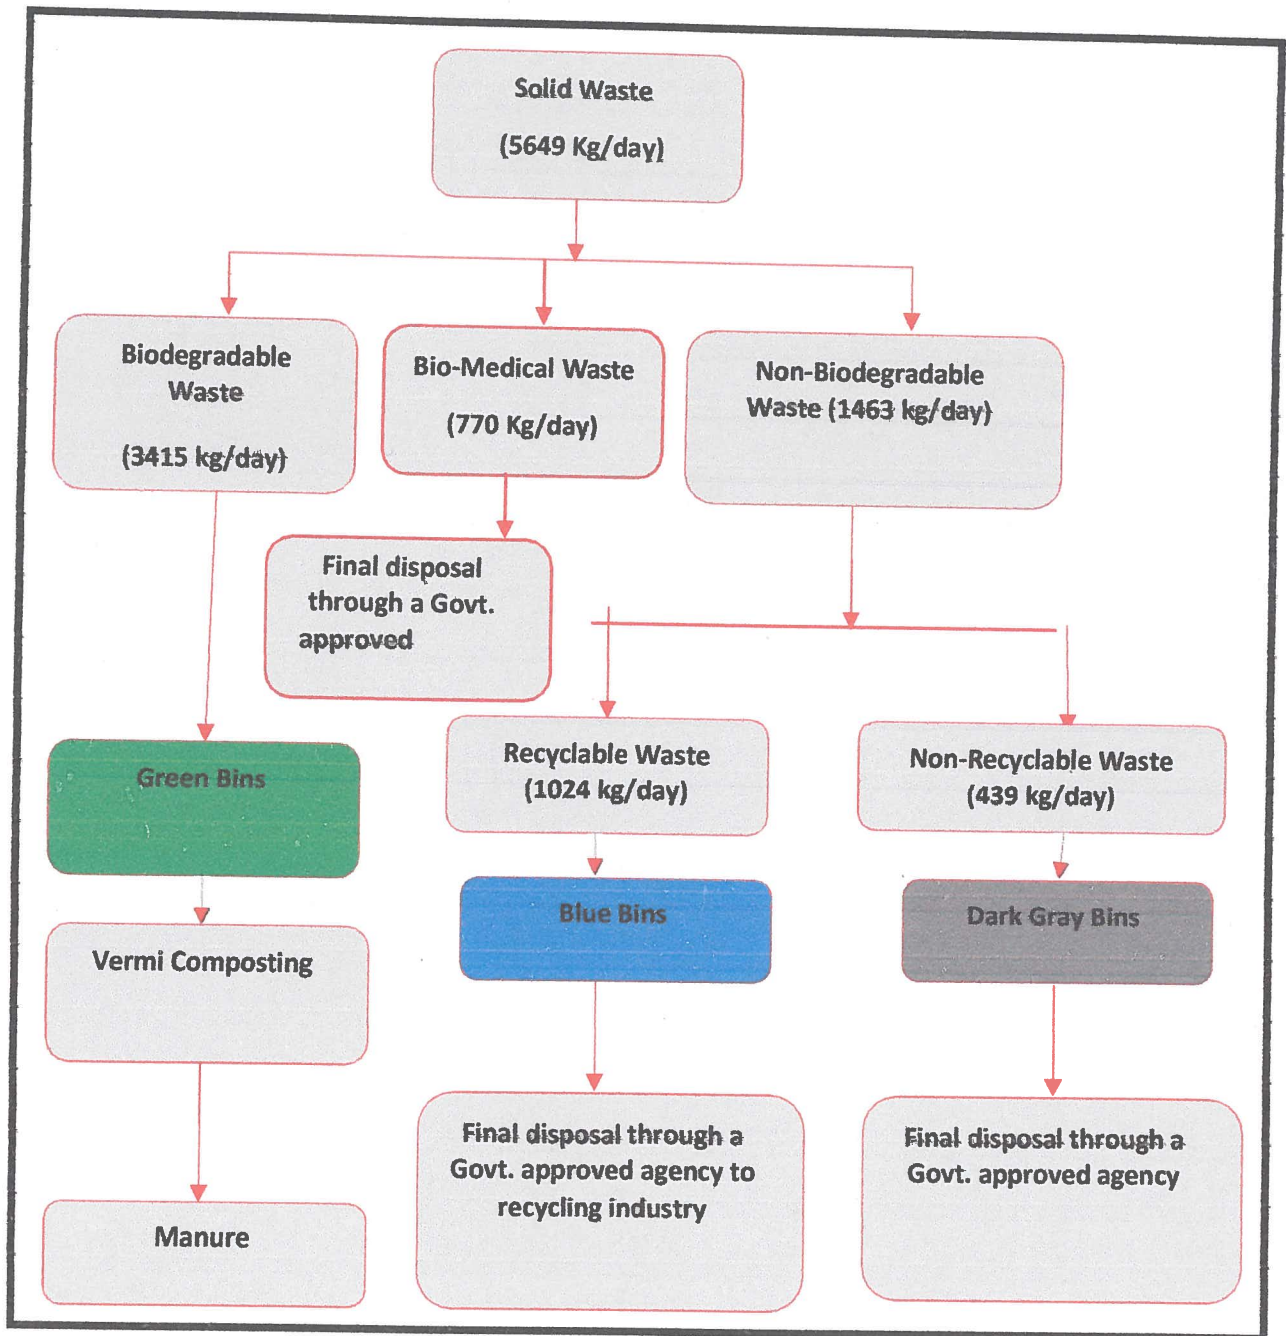 Solid Waste
(5649 Kg/day)
Biodegradable
Waste
(3415 kg/day)
Bio-Medical Waste
(770 Kg/day)
Non-Biodegradable
Waste (1463 kg/day)
Final disposal
through a Govt.
approved
Recyclable Waste
(1024 kg/day)
Non-Recyclable Waste
(439 kg/day)
Green Bins
Blue Bins
Dark Gray Bins
Vermi Composting
Final disposal through a
Govt. approved agency to
recycling industry
Final disposal through a
Govt. approved agency
Manure